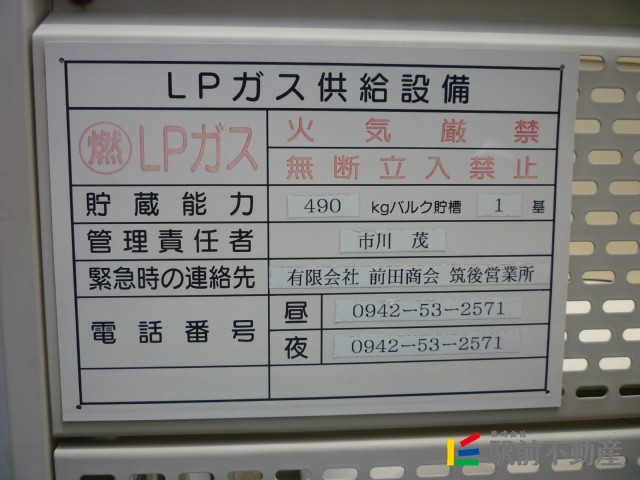 LPガス供給設備
燃 LPガス
火気厳禁
無断立入禁止
貯蔵能力 490 kgバルク貯槽 1 基
管理責任者 市川 茂
緊急時の連絡先 有限会社 前田商会 筑後営業所
電話番号
昼 0942-53-2571
夜 0942-53-2571
株式会社
駅前不動産